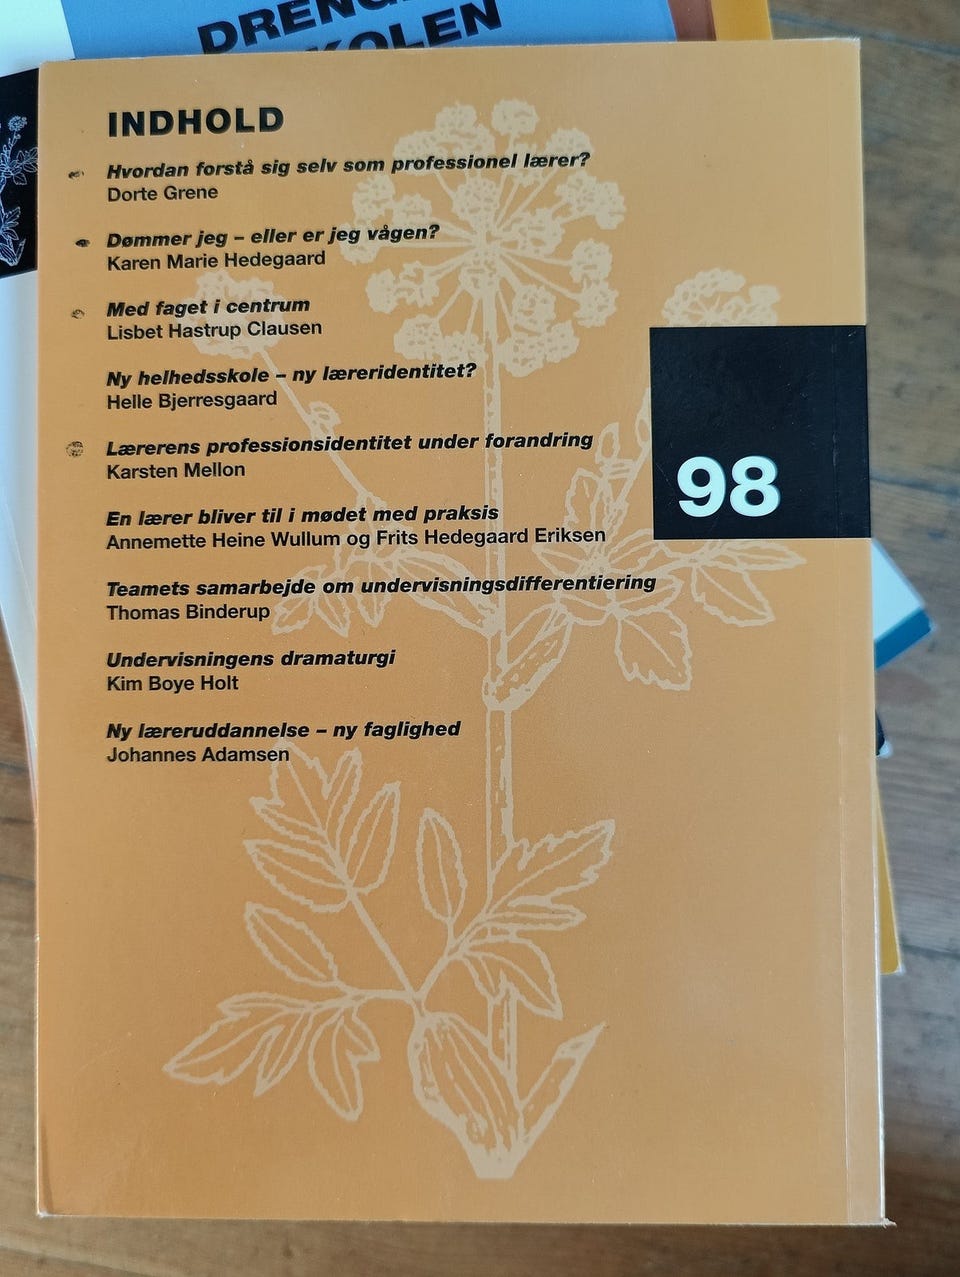 DRENGE
SKOLEN
INDHOLD
Hvordan forstå sig selv som professionel lærer?
Dorte Grene
Dømmer jeg – eller er jeg vågen?
Karen Marie Hedegaard
Med faget i centrum
Lisbet Hastrup Clausen
Ny helhedsskole – ny læreridentitet?
Helle Bjerresgaard
Lærerens professionsidentitet under forandring
Karsten Mellon
En lærer bliver til i mødet med praksis
Annemette Heine Wullum og Frits Hedegaard Eriksen
Teamets samarbejde om undervisningsdifferentiering
Thomas Binderup
Undervisningens dramaturgi
Kim Boye Holt
Ny læreruddannelse – ny faglighed
Johannes Adamsen
98